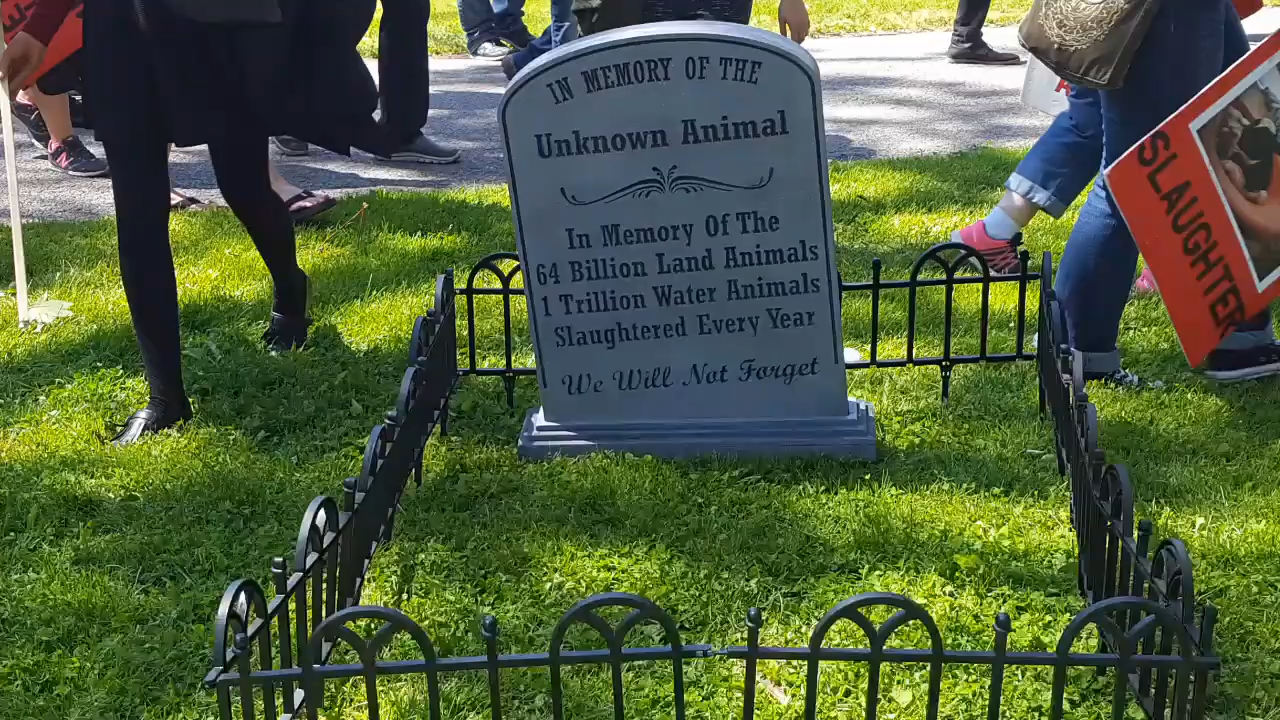 IN MEMORY OF THE
Unknown Animal
In Memory Of The
64 Billion Land Animals
1 Trillion Water Animals
Slaughtered Every Year
We Will Not Forget
SLAUGHTER